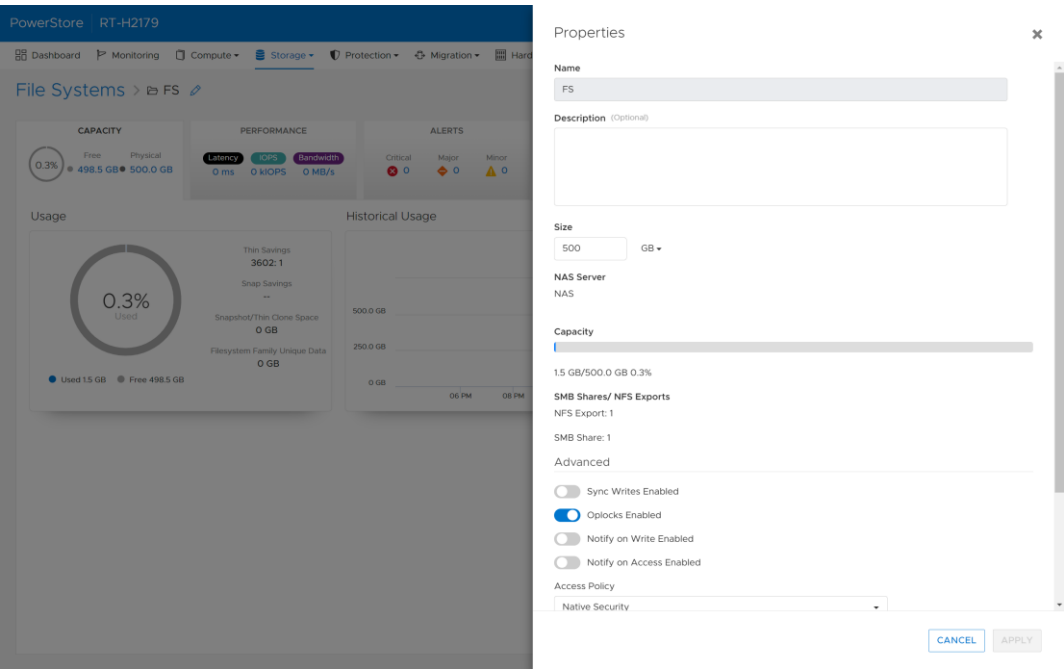 PowerStore | RT-H2179
Dashboard Monitoring Compute Storage Protection Migration Hard
File Systems > FS
CAPACITY
0.3%
Free Physical
498.5 GB 500.0 GB
PERFORMANCE
Latency IOPS Bandwidth
0 ms 0 kIOPS 0 MB/s
ALERTS
Critical Major Minor
0 0 0
Usage
0.3%
Used
Thin Savings
3602: 1
Snap Savings
--
Snapshot/Thin Clone Space
0 GB
Filesystem Family Unique Data
0 GB
Used 1.5 GB Free 498.5 GB
Historical Usage
500.0 GB
250.0 GB
0 GB
06 PM 08 PM
Properties
Name
FS
Description (Optional)
Size
500 GB
NAS Server
NAS
Capacity
1.5 GB/500.0 GB 0.3%
SMB Shares/ NFS Exports
NFS Export: 1
SMB Share: 1
Advanced
Sync Writes Enabled
Oplocks Enabled
Notify on Write Enabled
Notify on Access Enabled
Access Policy
Native Security
CANCEL APPLY